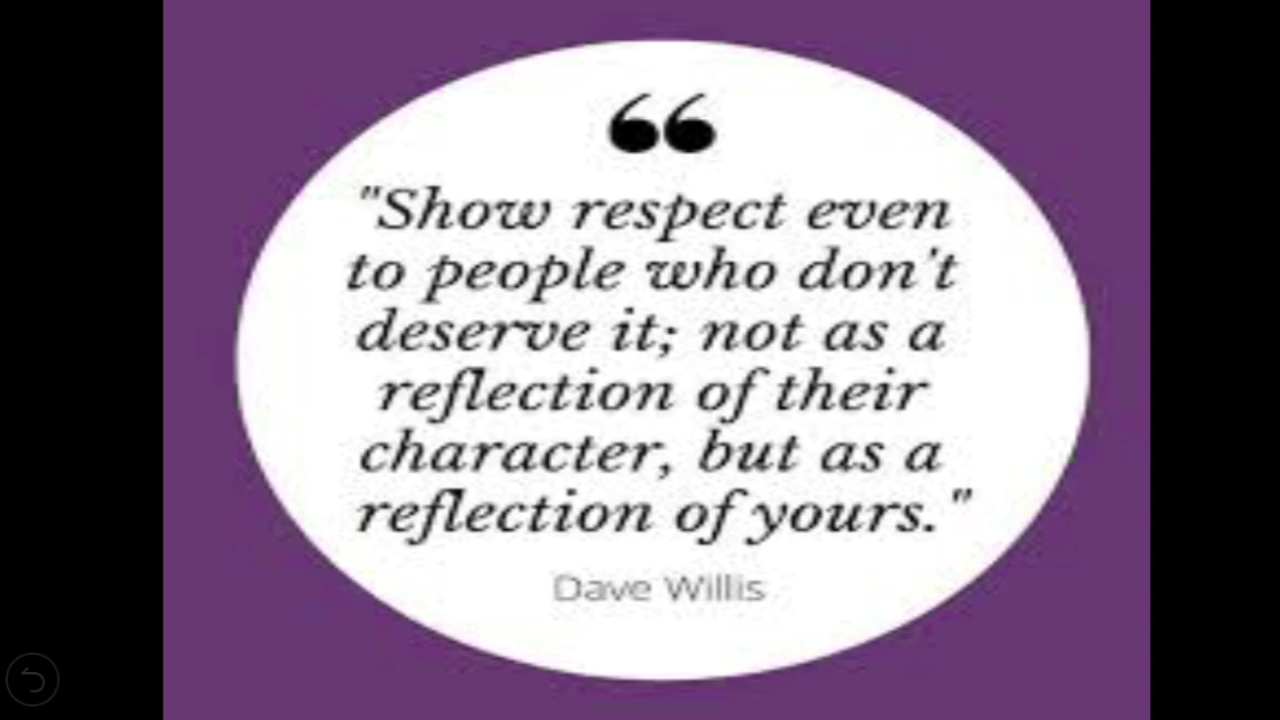 ❝
"Show respect even
to people who don't
deserve it; not as a
reflection of their
character, but as a
reflection of yours."
Dave Willis